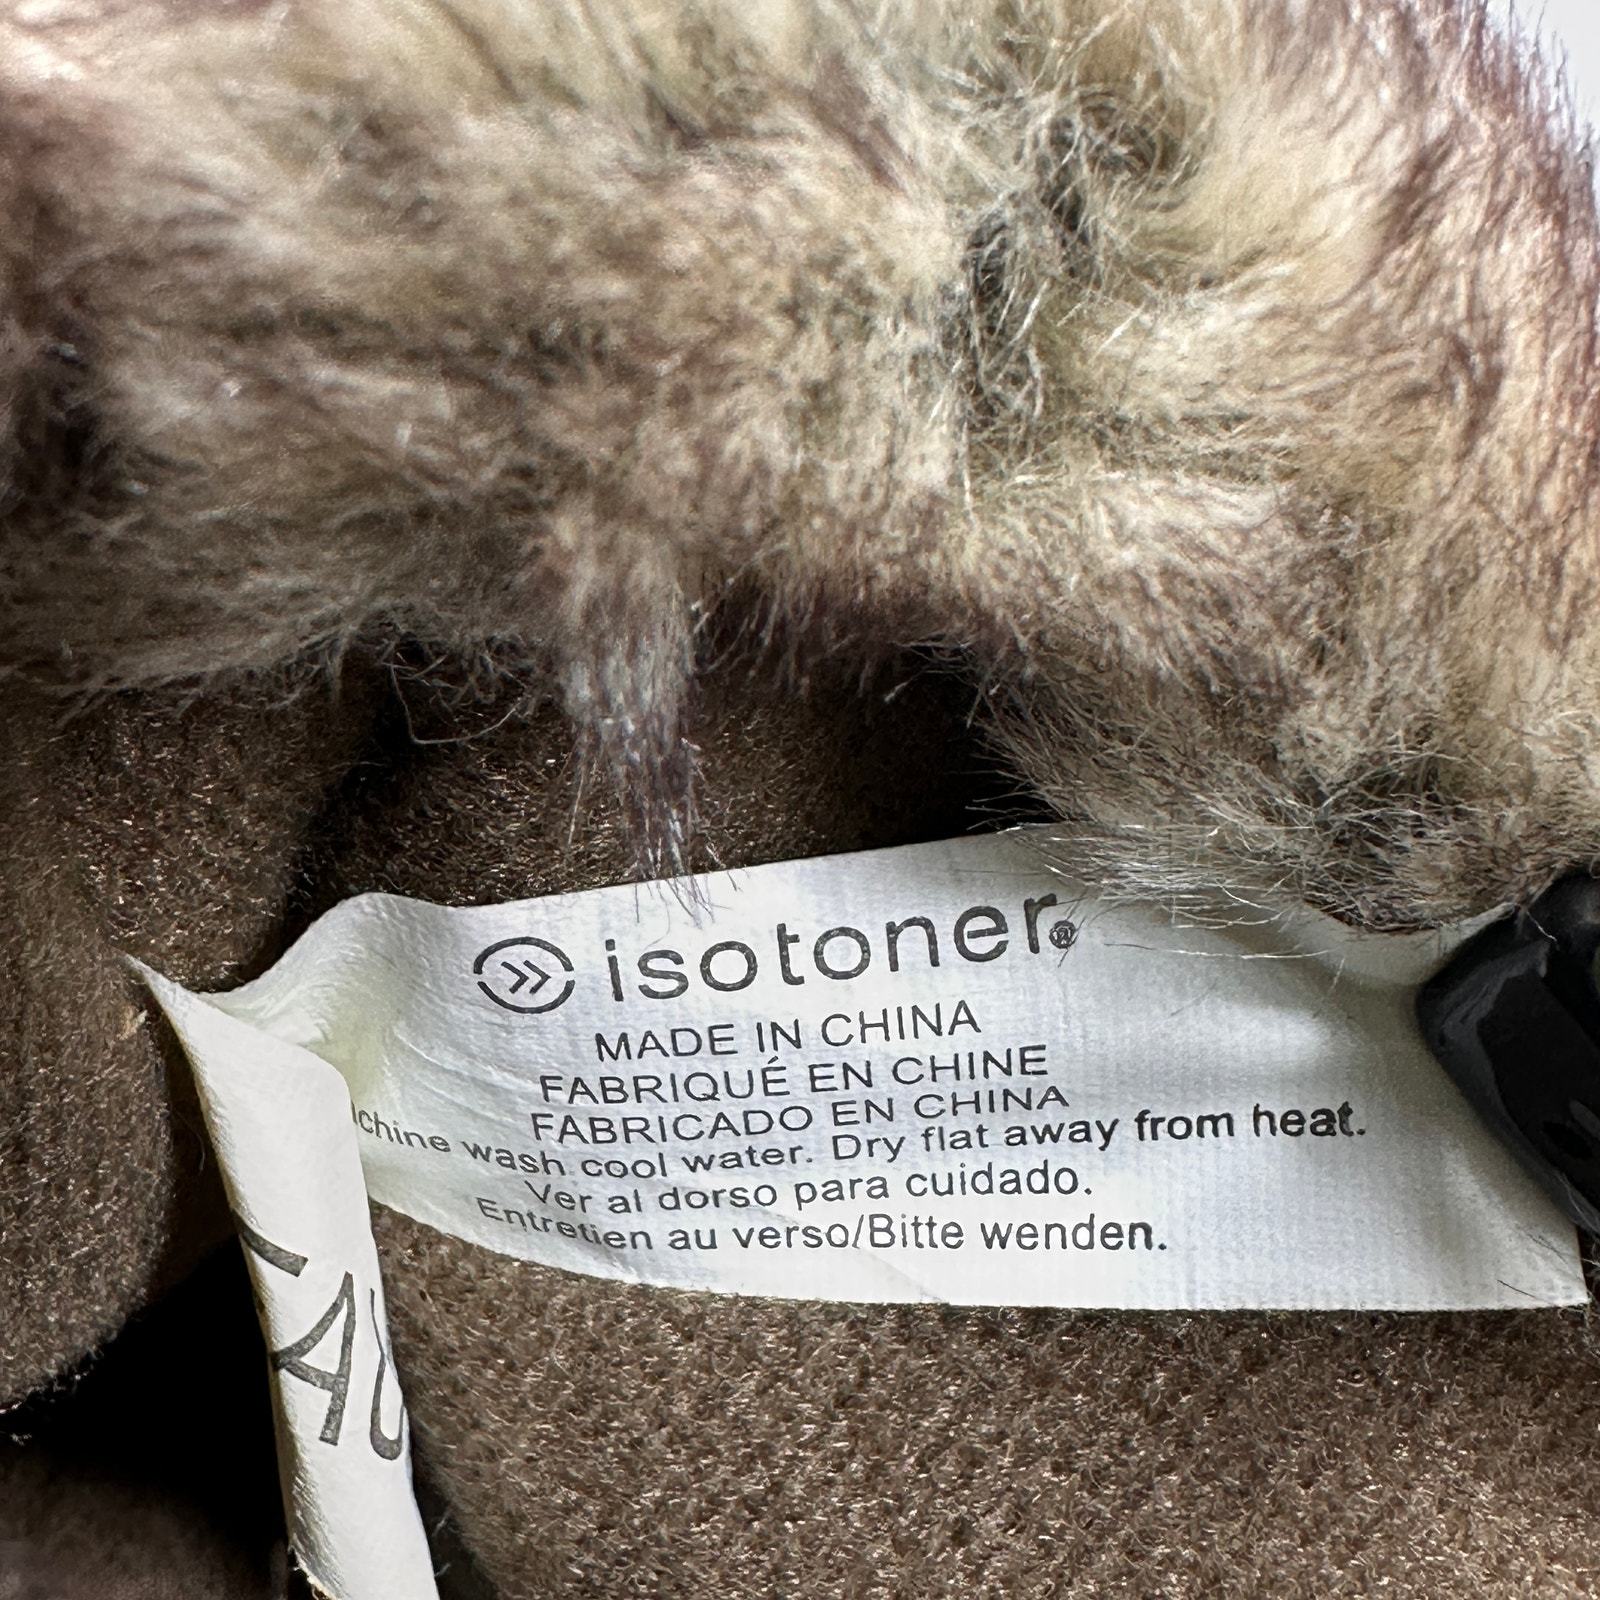 isotoner®
MADE IN CHINA
FABRIQUÉ EN CHINE
FABRICADO EN CHINA
chine wash cool water. Dry flat away from heat.
Ver al dorso para cuidado.
Entretien au verso/Bitte wenden.